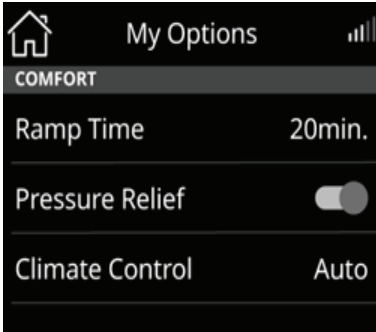 My Options
COMFORT
Ramp Time 20min.
Pressure Relief
Climate Control Auto